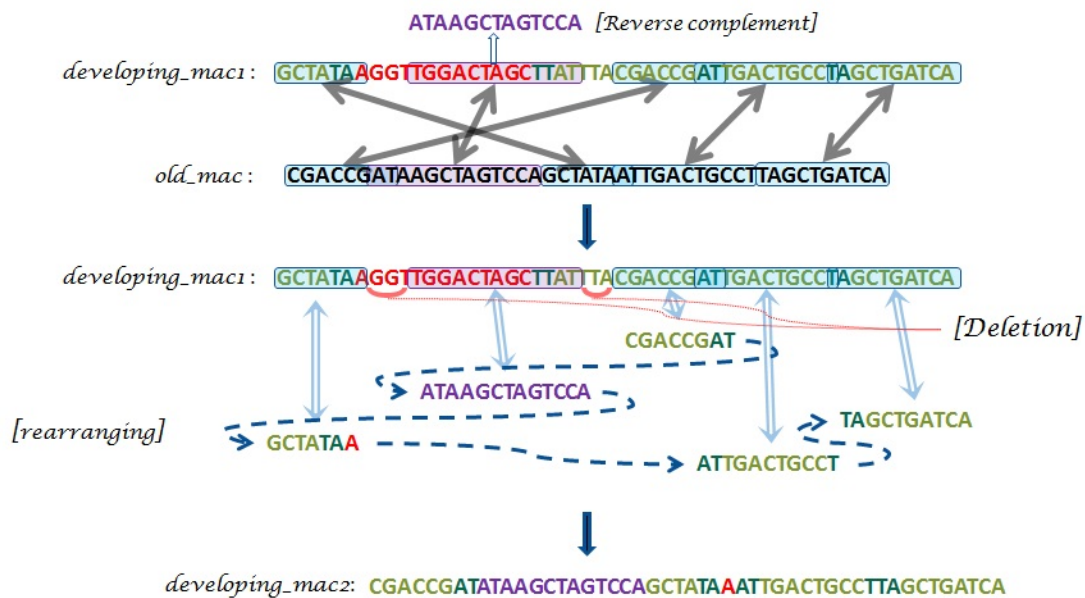 ATAAGCTAGTCCA [Reverse complement]
developing_mac1: GCTATAAGGTTGGACTAGCTTATTTACGACCGATTGACTGCCTAGCTGATCA
old_mac: CGACCGATAAGCTAGTCCAGCTATAATTGACTGCCTTAGCTGATCA
developing_mac1: GCTATAAGGTTGGACTAGCTTATTTACGACCGATTGACTGCCTAGCTGATCA
[Deletion]
CGACCGAT
ATAAGCTAGTCCA
TAGCTGATCA
[rearranging]
GCTATAA
ATTGACTGCCT
developing_mac2: CGACCGATATAAGCTAGTCCAGCTATAAATTGACTGCCTTAGCTGATCA